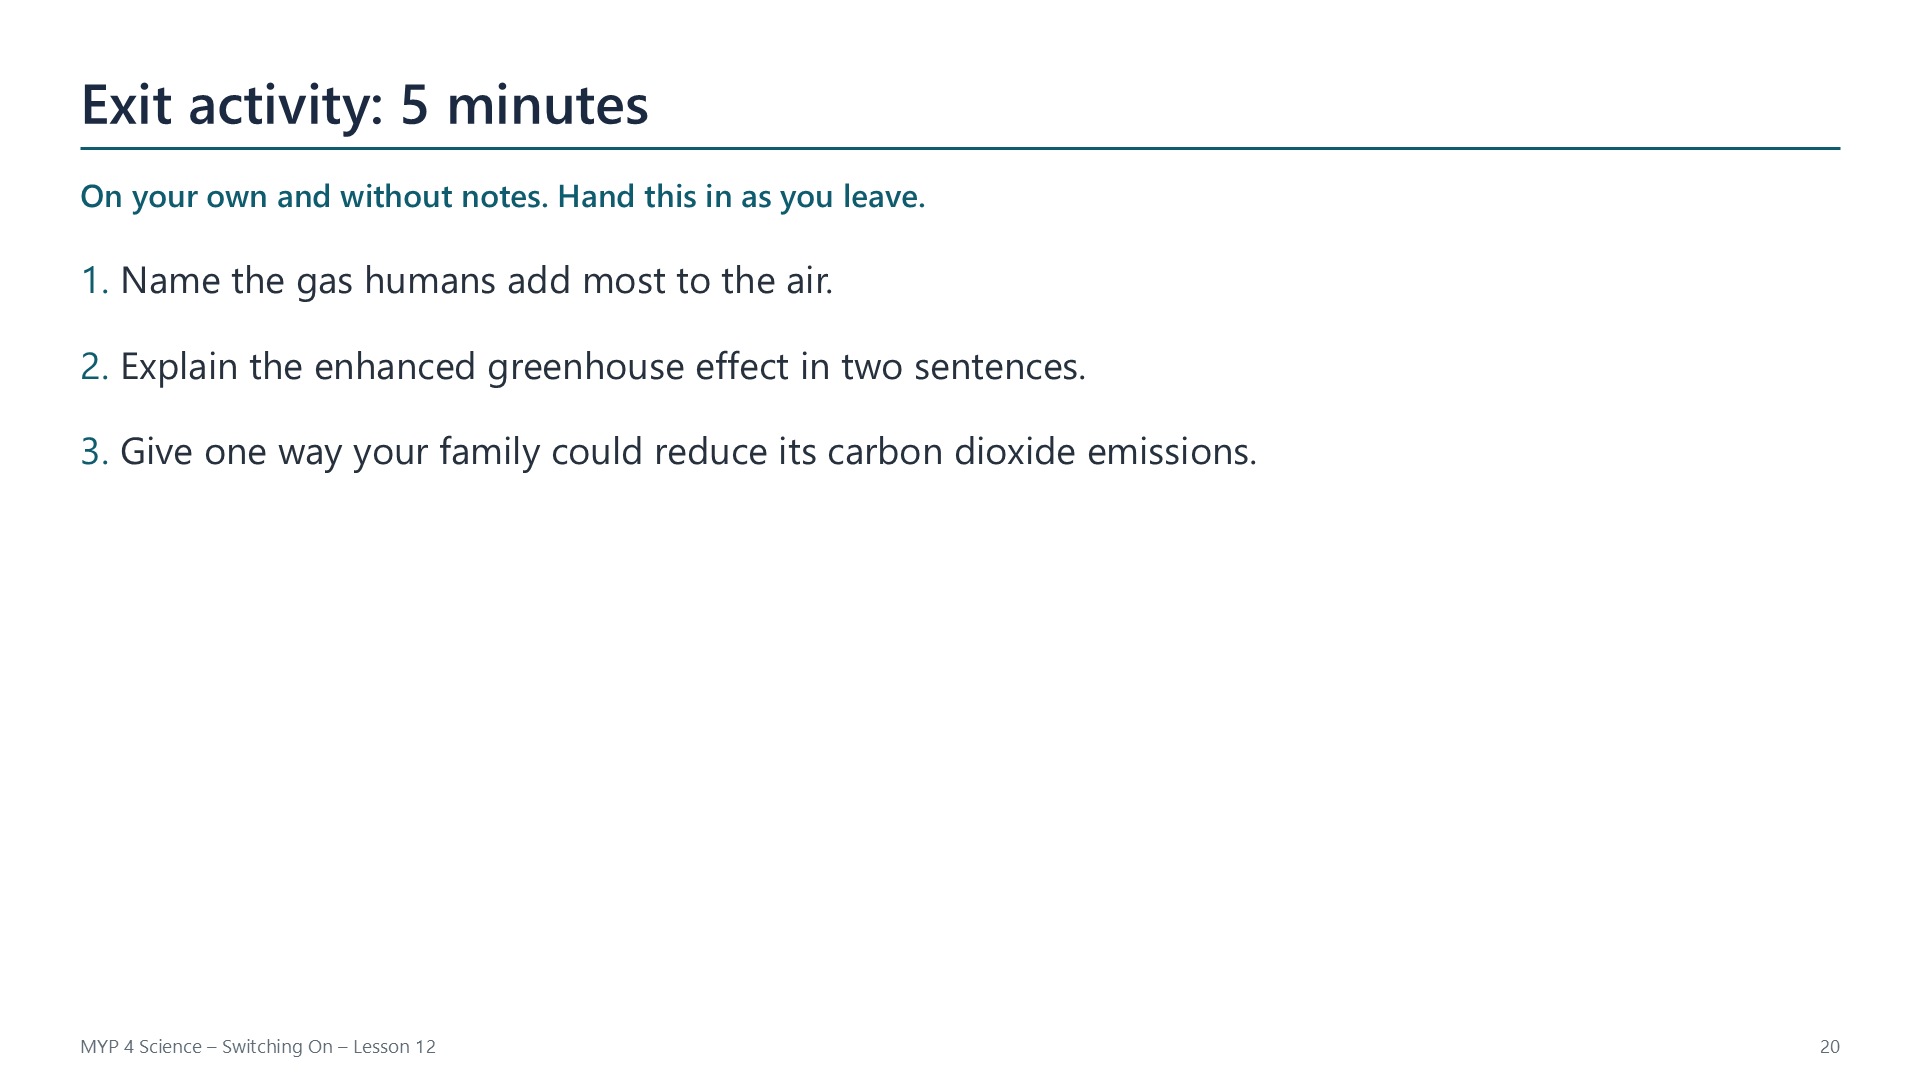 Exit activity: 5 minutes
On your own and without notes. Hand this in as you leave.
1. Name the gas humans add most to the air.
2. Explain the enhanced greenhouse effect in two sentences.
3. Give one way your family could reduce its carbon dioxide emissions.
MYP 4 Science – Switching On – Lesson 12
20